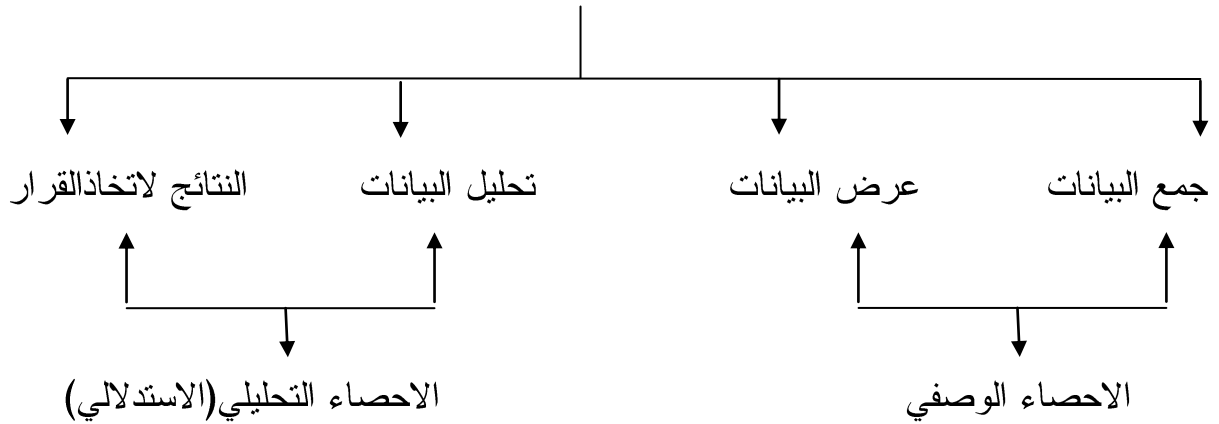 جمع البيانات
عرض البيانات
تحليل البيانات
النتائج لاتخاذالقرار
الاحصاء الوصفي
الاحصاء التحليلي(الاستدلالي)